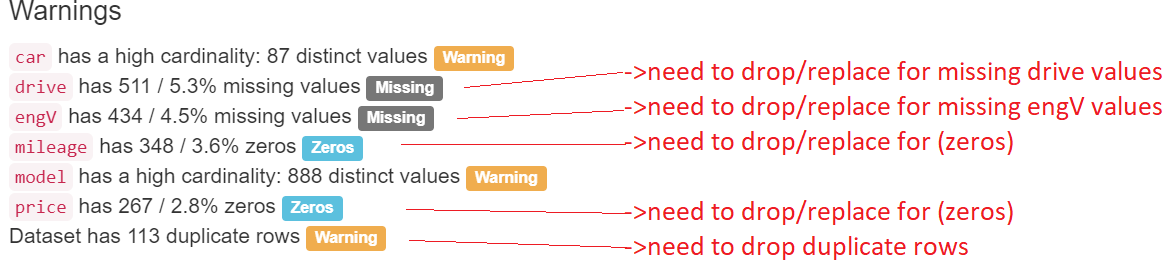 Warnings
car has a high cardinality: 87 distinct values Warning
drive has 511 / 5.3% missing values Missing ->need to drop/replace for missing drive values
engV has 434 / 4.5% missing values Missing ->need to drop/replace for missing engV values
mileage has 348 / 3.6% zeros Zeros ->need to drop/replace for (zeros)
model has a high cardinality: 888 distinct values Warning
price has 267 / 2.8% zeros Zeros ->need to drop/replace for (zeros)
Dataset has 113 duplicate rows Warning ->need to drop duplicate rows